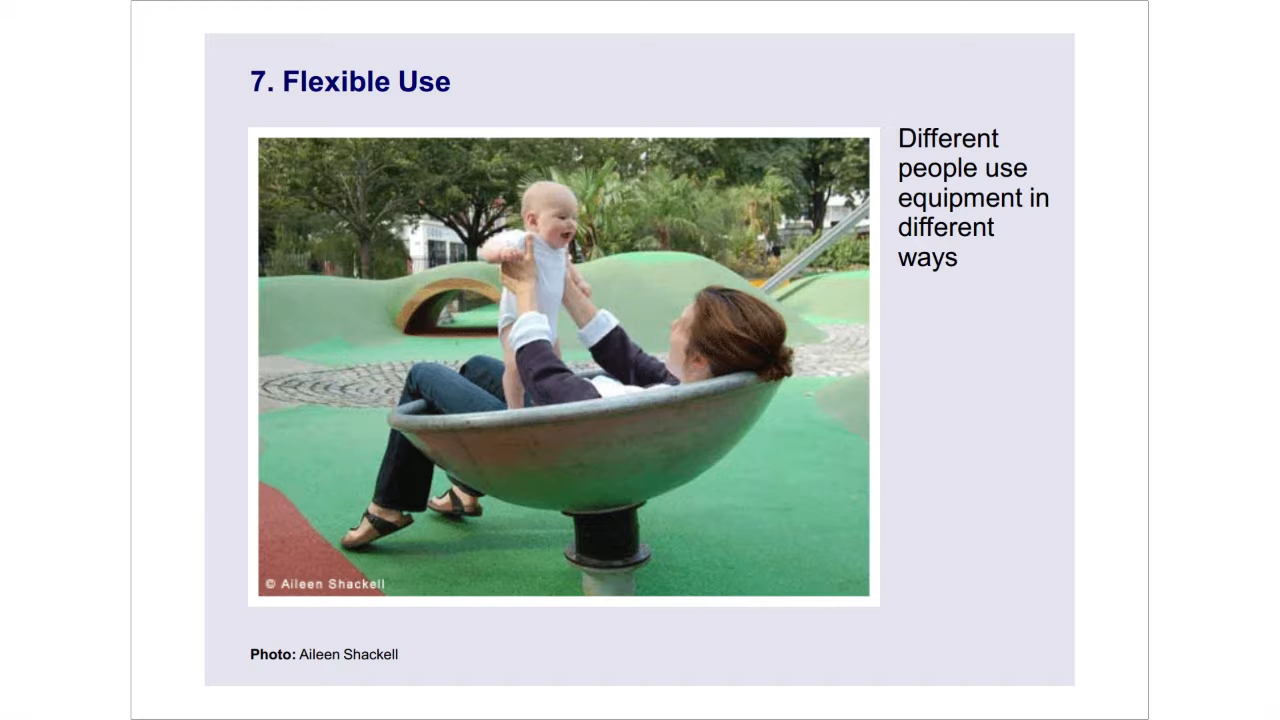 7. Flexible Use
Different
people use
equipment in
different
ways
© Aileen Shackell
Photo: Aileen Shackell